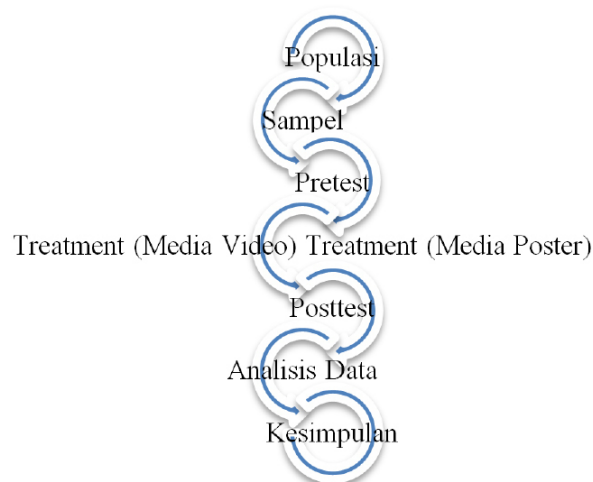 Populasi
Sampel
Pretest
Treatment (Media Video) Treatment (Media Poster)
Posttest
Analisis Data
Kesimpulan